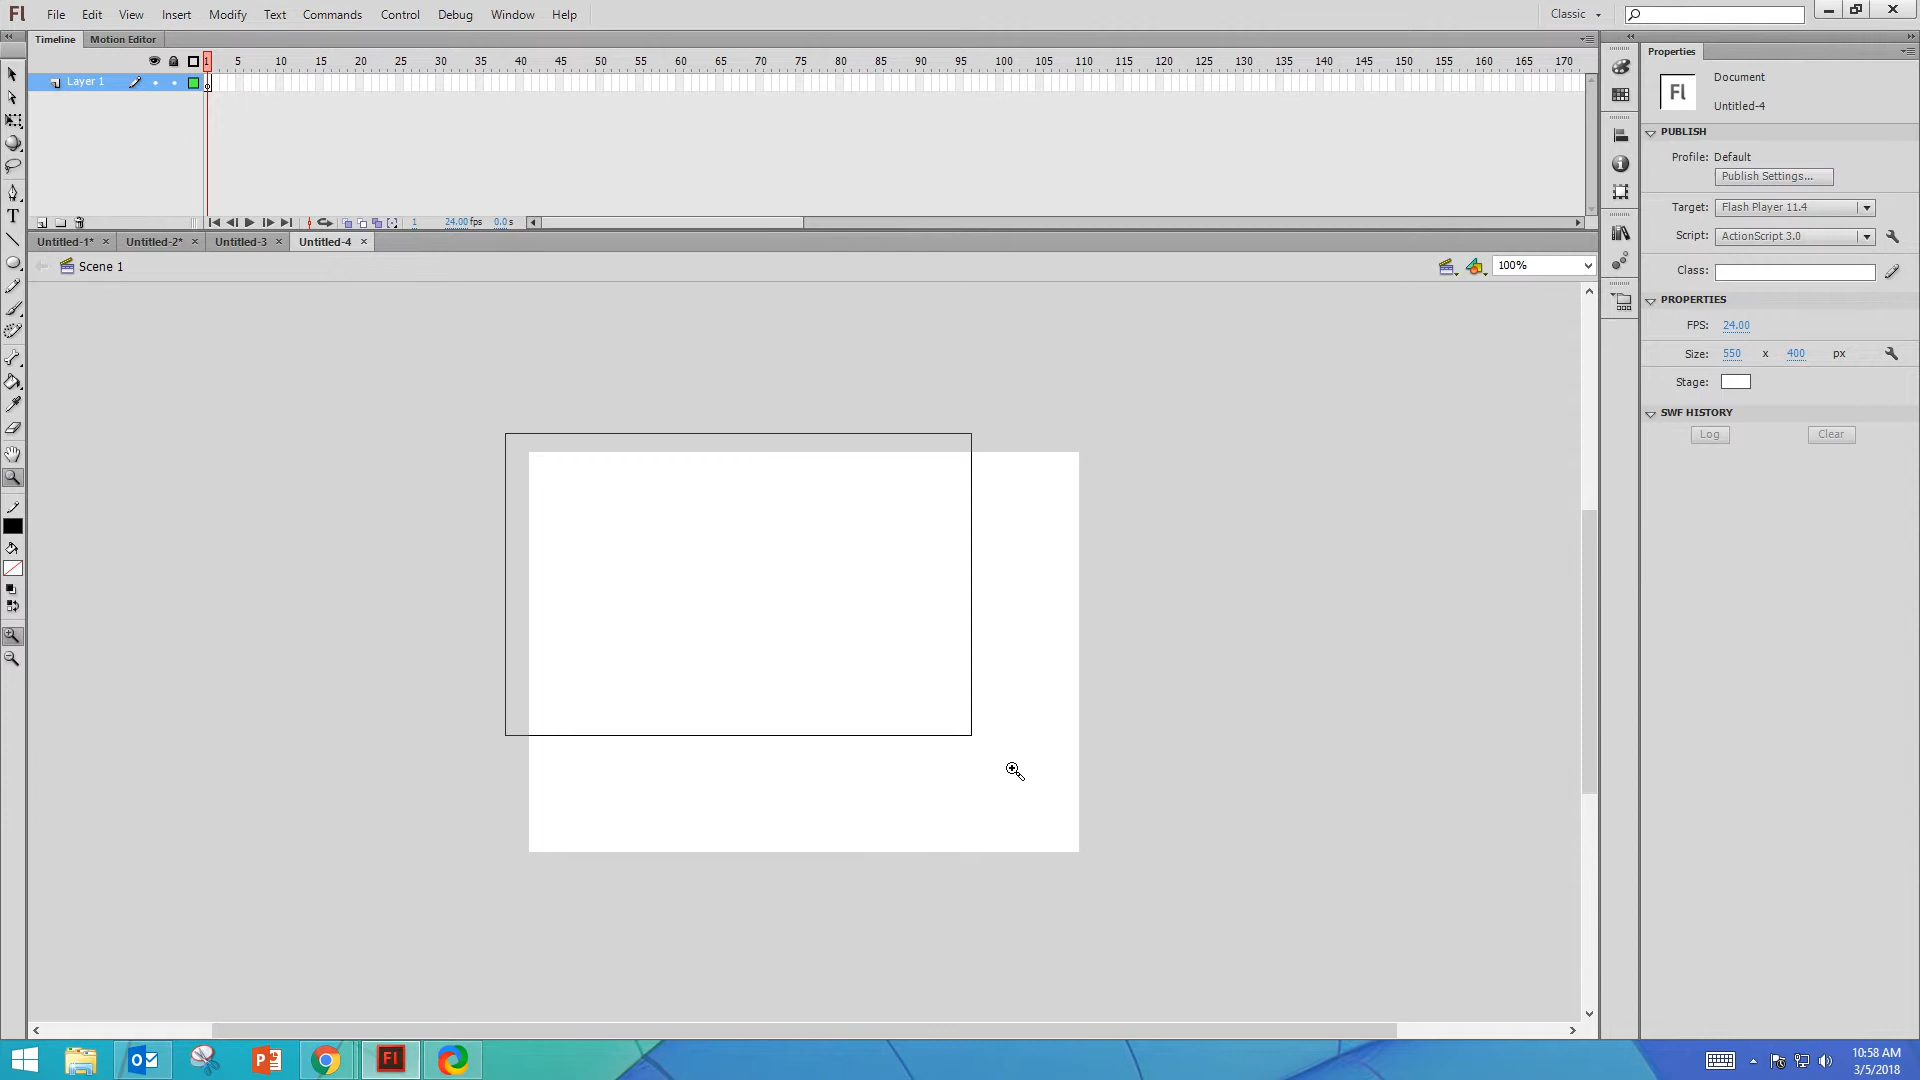 Fl File Edit View Insert Modify Text Commands Control Debug Window Help Classic
Timeline Motion Editor
1 5 10 15 20 25 30 35 40 45 50 55 60 65 70 75 80 85 90 95 100 105 110 115 120 125 130 135 140 145 150 155 160 165 170
Layer 1
1 24.00 fps 0.0 s
Untitled-1* × Untitled-2* × Untitled-3 × Untitled-4 ×
Scene 1
100%
T
Properties
Fl
Document
Untitled-4
PUBLISH
Profile: Default
Publish Settings...
Target: Flash Player 11.4
Script: ActionScript 3.0
Class:
PROPERTIES
FPS: 24.00
Size: 550 x 400 px
Stage:
SWF HISTORY
Log Clear
Fl
10:58 AM
3/5/2018